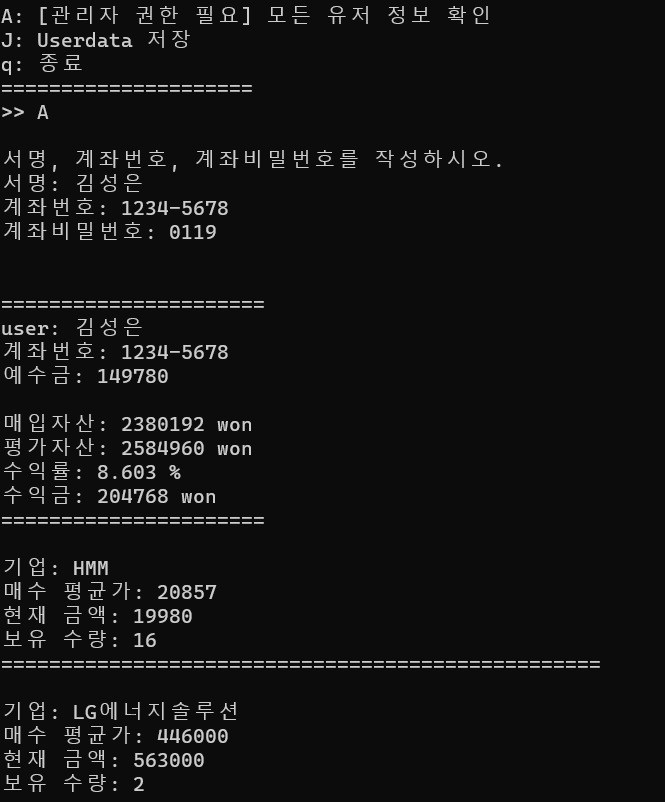 A: [관리자 권한 필요] 모든 유저 정보 확인
J: Userdata 저장
q: 종료
=====================
>> A
서명, 계좌번호, 계좌비밀번호를 작성하시오.
서명: 김성은
계좌번호: 1234-5678
계좌비밀번호: 0119
======================
user: 김성은
계좌번호: 1234-5678
예수금: 149780
매입자산: 2380192 won
평가자산: 2584960 won
수익률: 8.603 %
수익금: 204768 won
======================
기업: HMM
매수 평균가: 20857
현재 금액: 19980
보유 수량: 16
==================================================
기업: LG에너지솔루션
매수 평균가: 446000
현재 금액: 563000
보유 수량: 2